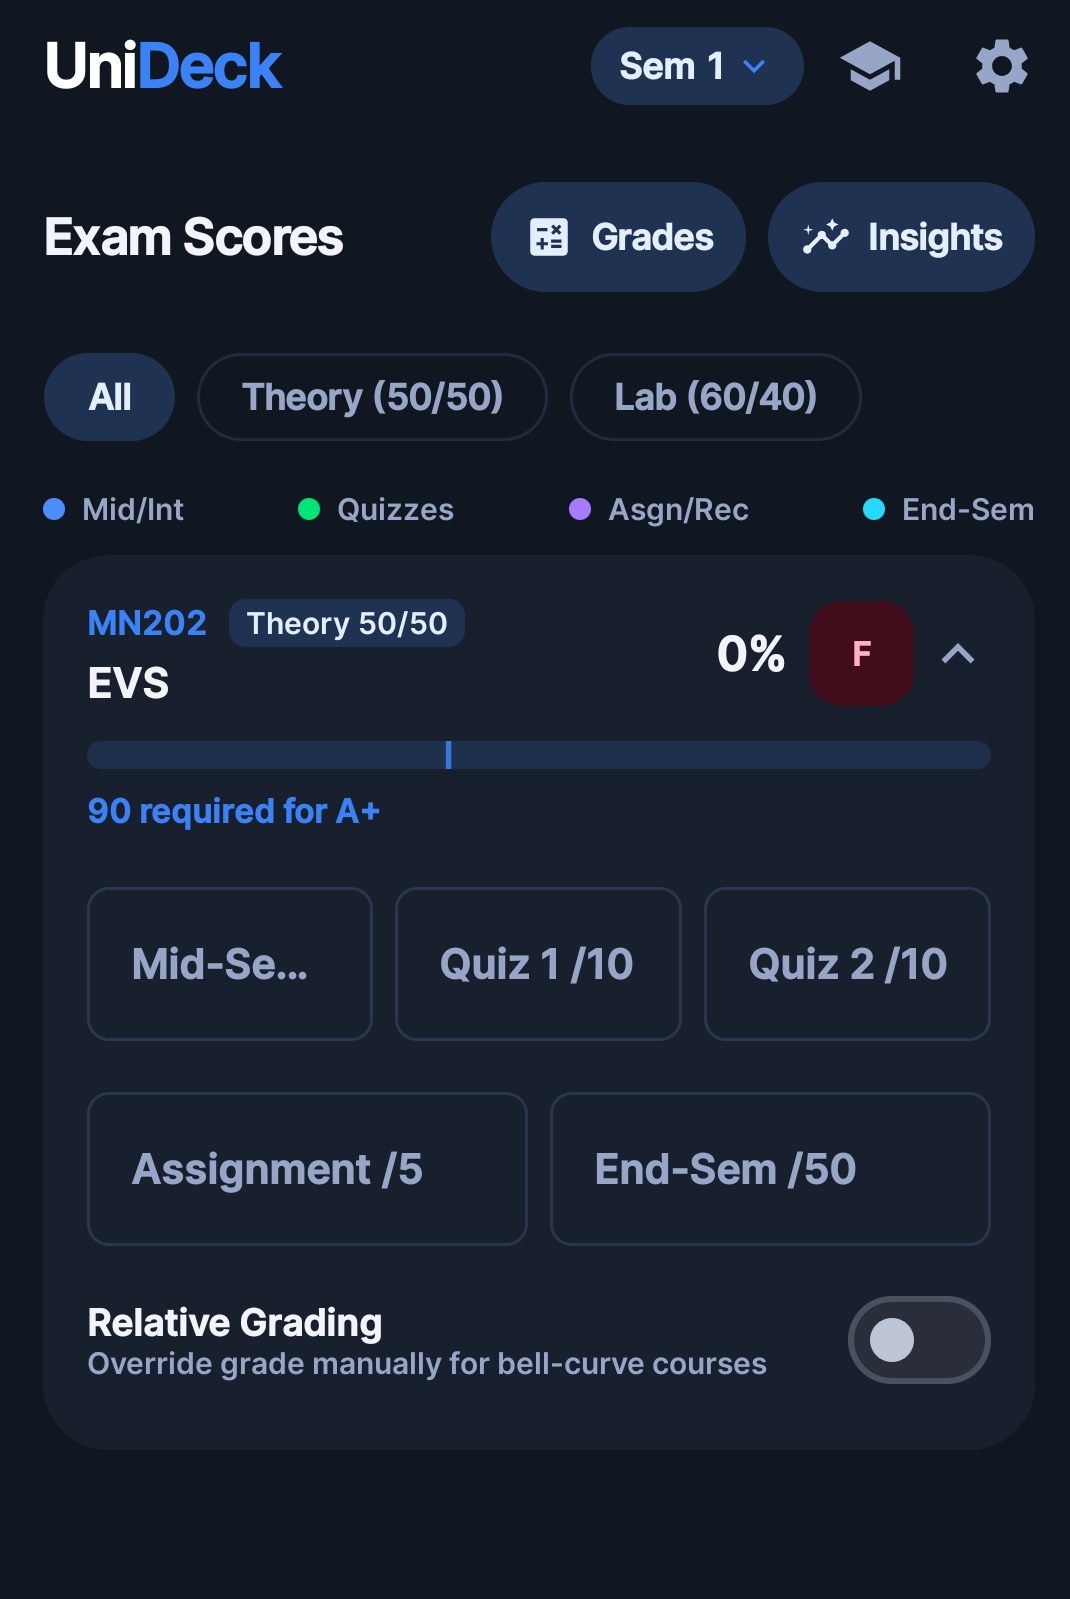 UniDeck
Sem 1
Exam Scores
Grades
Insights
All
Theory (50/50)
Lab (60/40)
Mid/Int
Quizzes
Asgn/Rec
End-Sem
MN202
Theory 50/50
EVS
0%
F
90 required for A+
Mid-Se...
Quiz 1 /10
Quiz 2 /10
Assignment /5
End-Sem /50
Relative Grading
Override grade manually for bell-curve courses